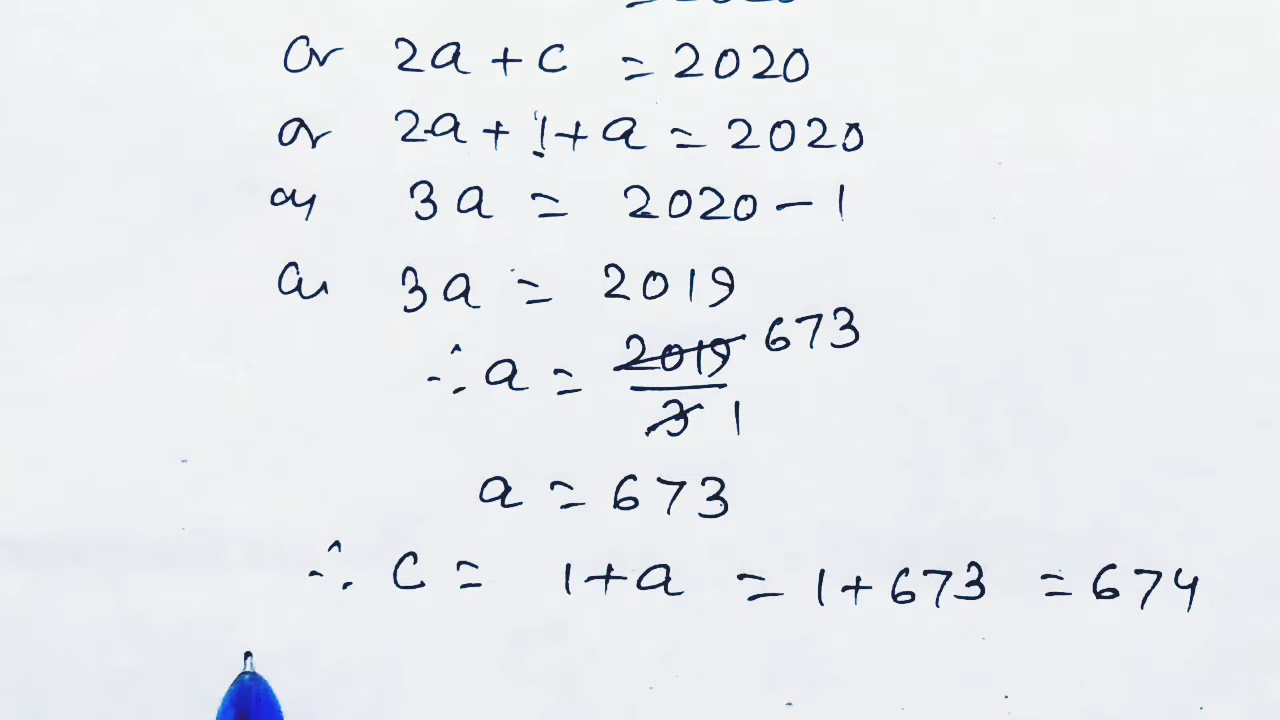 or 2a + c = 2020
or 2a + 1 + a = 2020
or 3a = 2020 - 1
or 3a = 2019
∴ a = 2019/3 673 1
a = 673
∴ c = 1 + a = 1 + 673 = 674